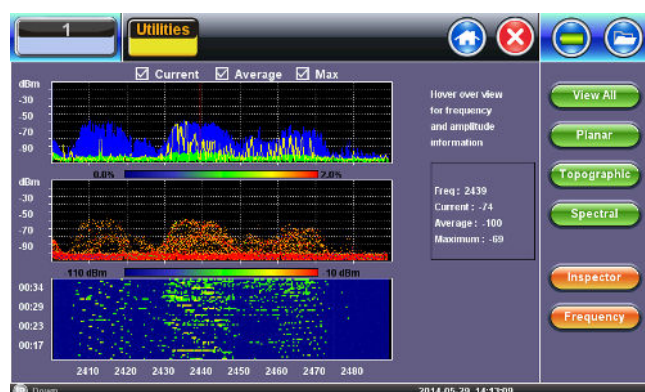 1
Utilities
Current Average Max
dBm
-30
-50
-70
-90
Hover over view
for frequency
and amplitude
information
0.0% 2.0%
dBm
-30
-50
-70
-90
Freq: 2439
Current: -74
Average: -100
Maximum: -69
-110 dBm -10 dBm
00:34
00:29
00:23
00:17
2410 2420 2430 2440 2450 2460 2470 2480
View All
Planar
Topographic
Spectral
Inspector
Frequency
Down 2014-05-29 14:13:09